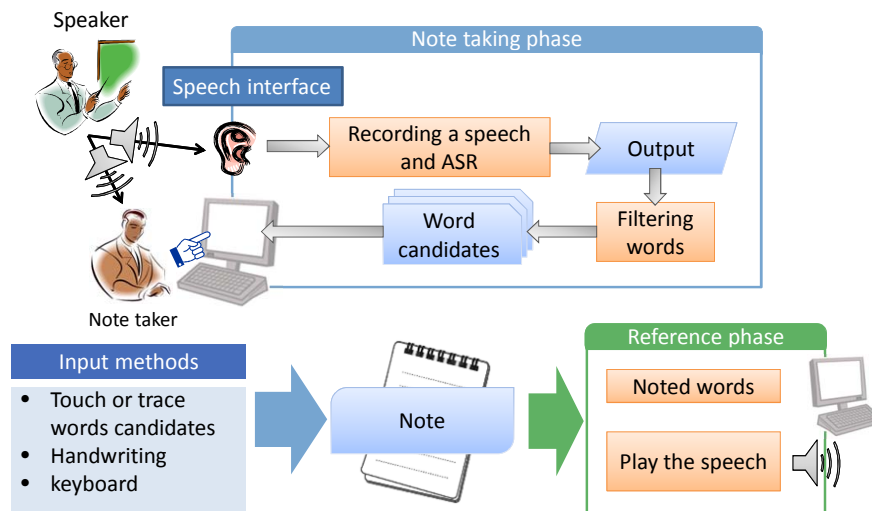 Speaker
Note taking phase
Speech interface
Recording a speech
and ASR
Output
Word
candidates
Filtering
words
Note taker
Input methods
• Touch or trace
words candidates
• Handwriting
• keyboard
Note
Reference phase
Noted words
Play the speech